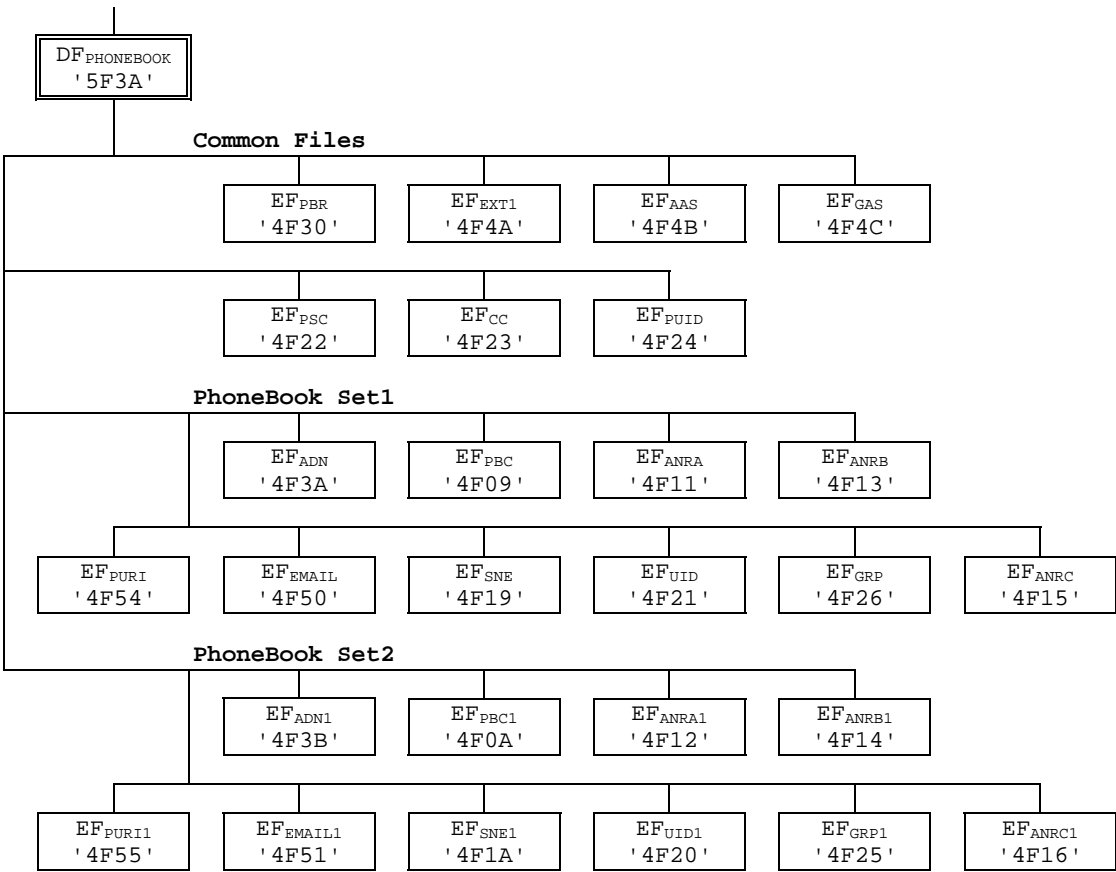 DFPHONEBOOK
'5F3A'
Common Files
EFPBR EFEXT1 EFAAS EFGAS
'4F30' '4F4A' '4F4B' '4F4C'
EFPSC EFCC EFPUID
'4F22' '4F23' '4F24'
PhoneBook Set1
EFADN EFPBC EFANRA EFANRB
'4F3A' '4F09' '4F11' '4F13'
EFPURI EFEMAIL EFSNE EFUID EFGRP EFANRC
'4F54' '4F50' '4F19' '4F21' '4F26' '4F15'
PhoneBook Set2
EFADN1 EFPBC1 EFANRA1 EFANRB1
'4F3B' '4F0A' '4F12' '4F14'
EFPURI1 EFEMAIL1 EFSNE1 EFUID1 EFGRP1 EFANRC1
'4F55' '4F51' '4F1A' '4F20' '4F25' '4F16'